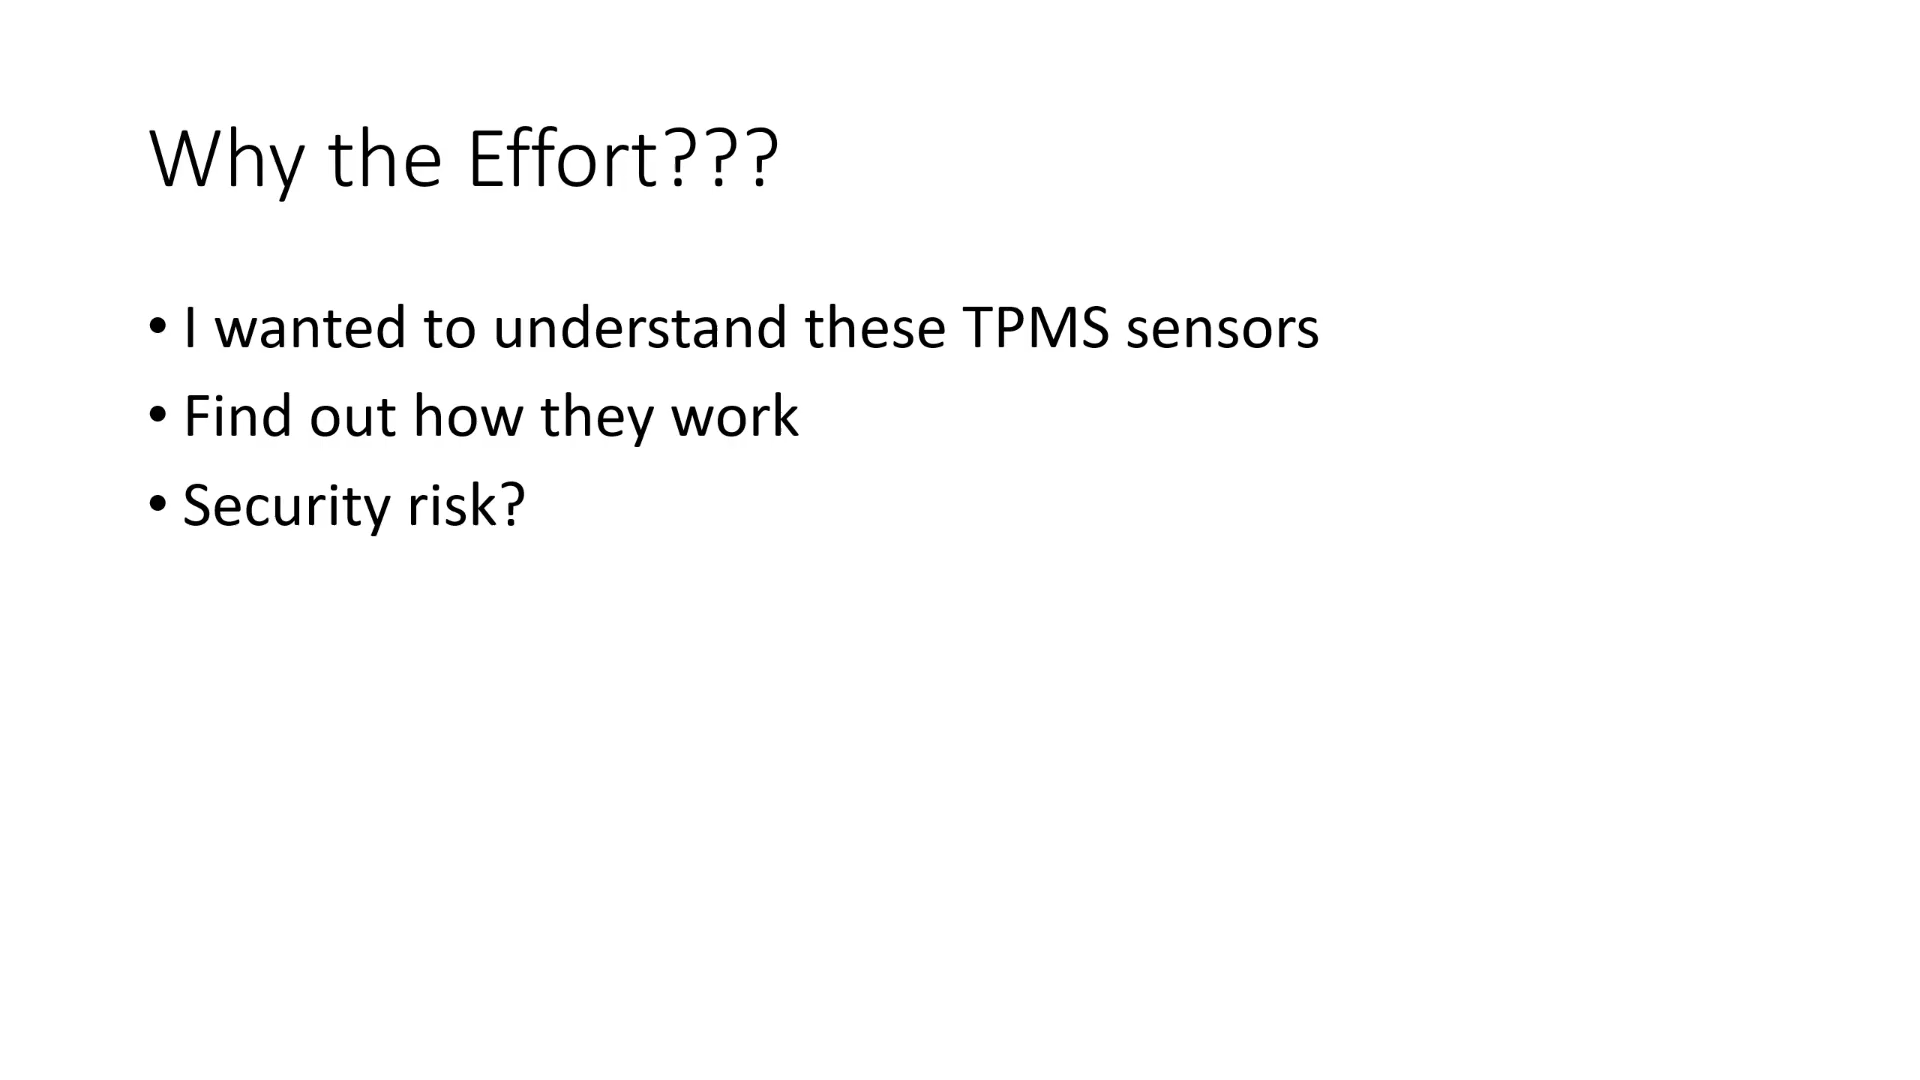 Why the Effort???
• I wanted to understand these TPMS sensors
• Find out how they work
• Security risk?